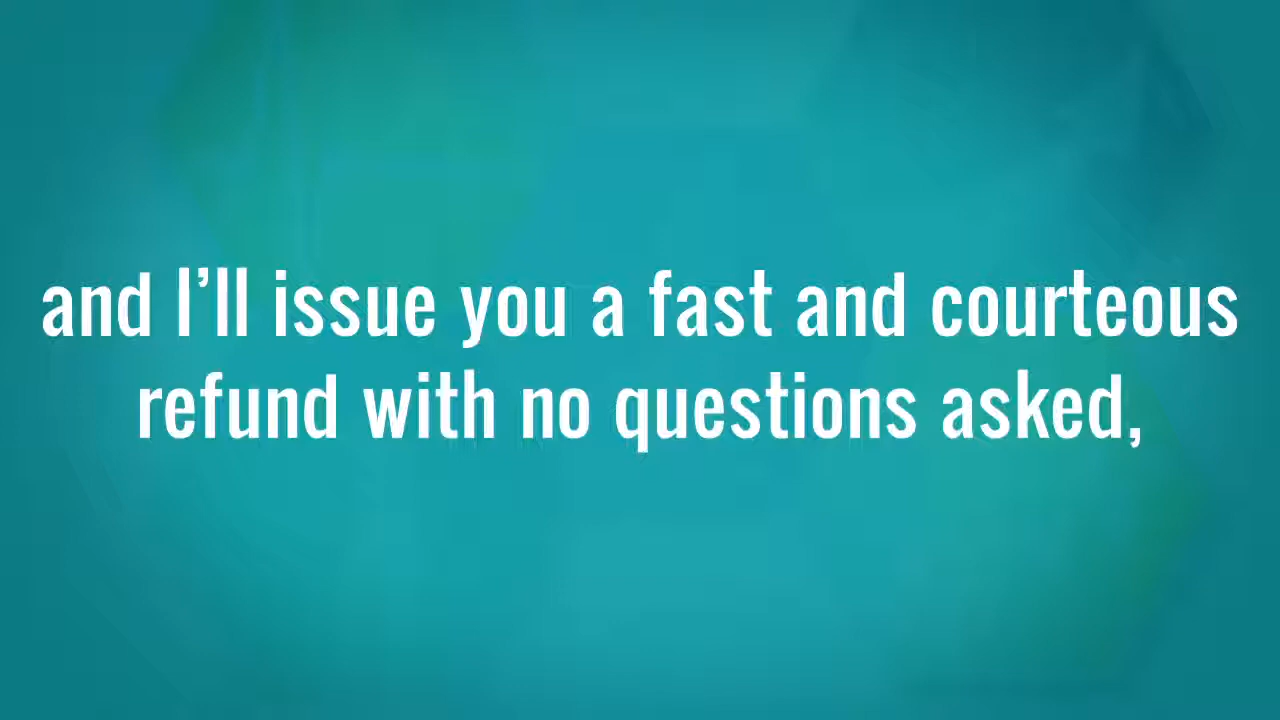 and I’ll issue you a fast and courteous
refund with no questions asked,